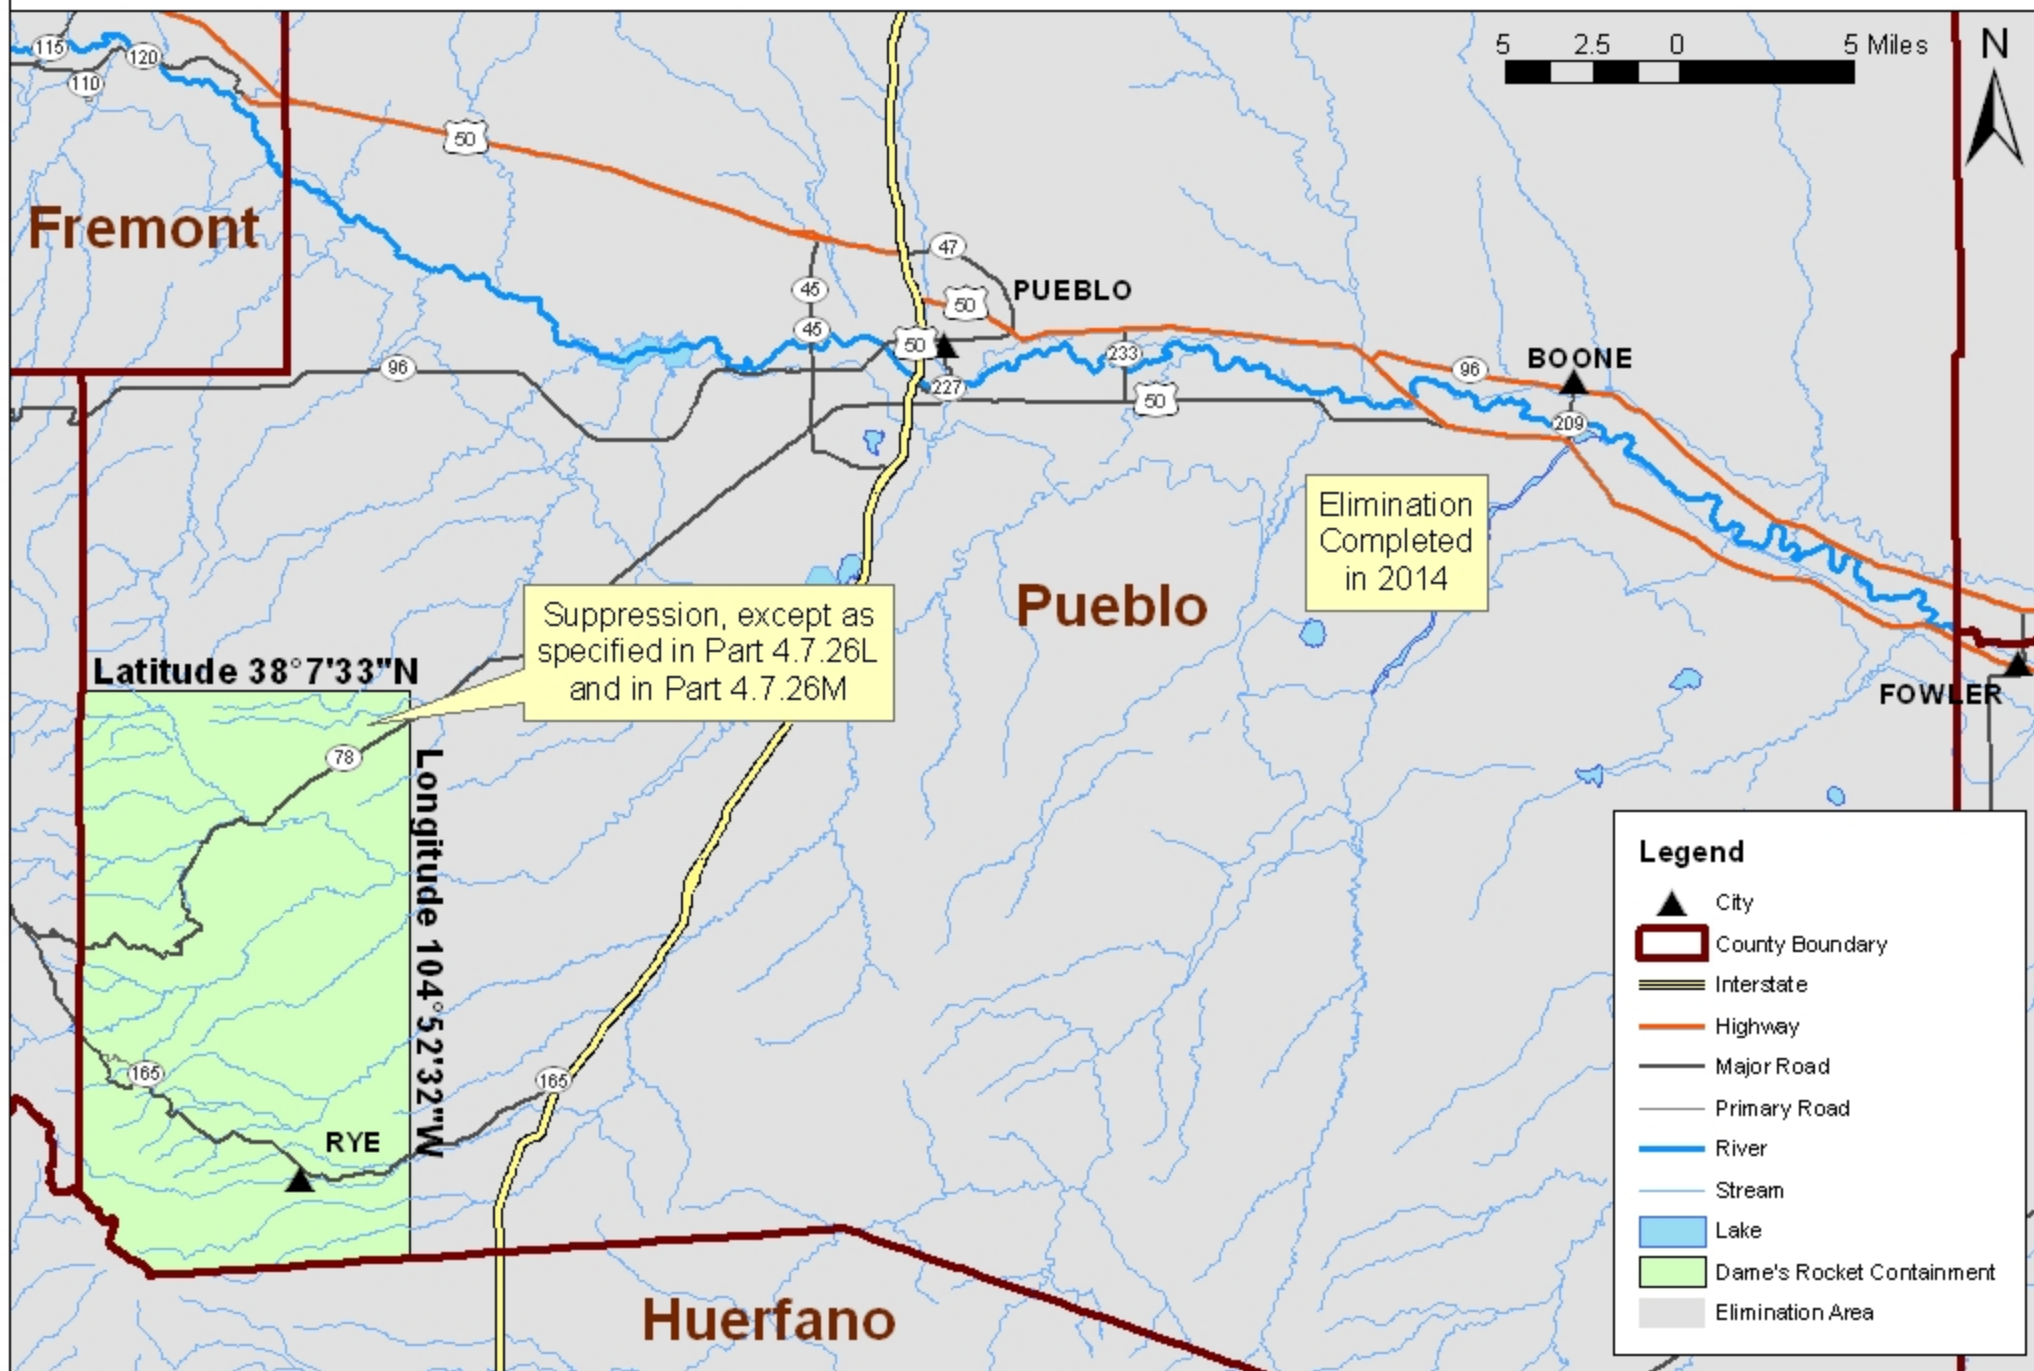 5 2.5 0 5 Miles
N
115
120
110
50
Fremont
47
45
50
PUEBLO
45
50
233
BOONE
96
96
227
50
209
Elimination
Completed
in 2014
Pueblo
Suppression, except as
specified in Part 4.7.26L
and in Part 4.7.26M
Latitude 38°7'33"N
FOWLER
78
Longitude 104°52'32"W
165
165
RYE
Huerfano
Legend
City
County Boundary
Interstate
Highway
Major Road
Primary Road
River
Stream
Lake
Dame's Rocket Containment
Elimination Area